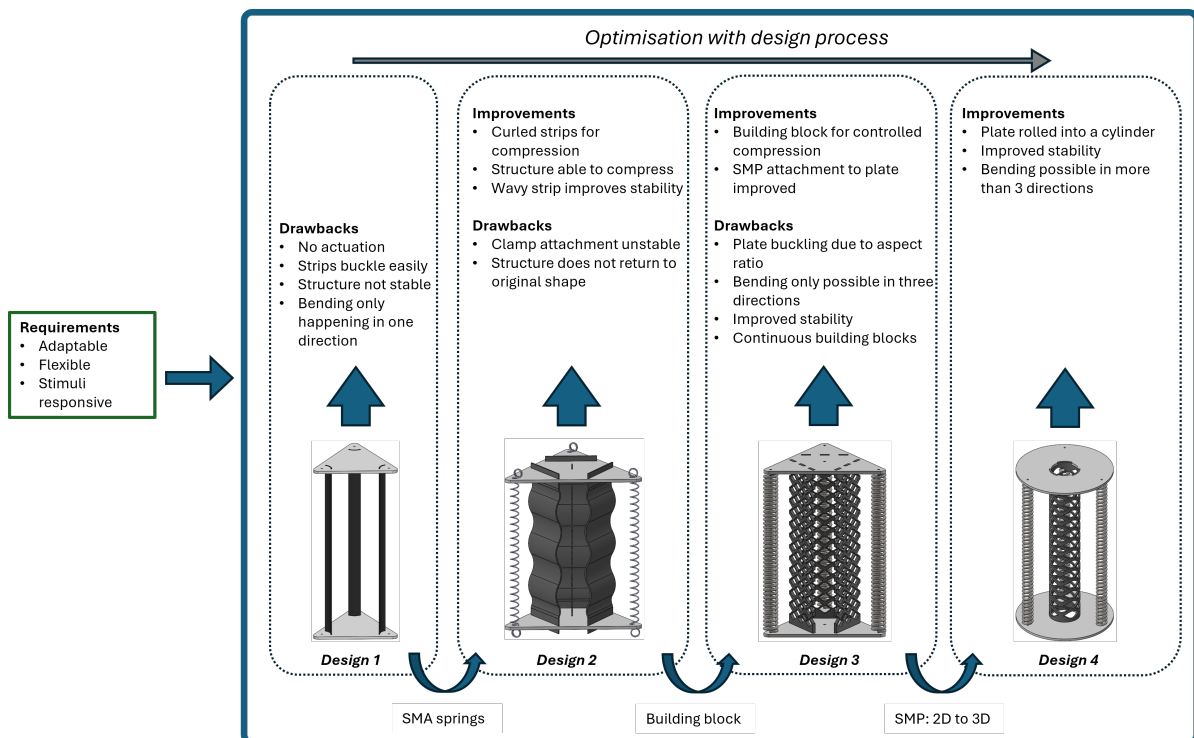 Optimisation with design process
Requirements
• Adaptable
• Flexible
• Stimuli
responsive
Drawbacks
• No actuation
• Strips buckle easily
• Structure not stable
• Bending only
happening in one
direction
Design 1
SMA springs
Improvements
• Curled strips for
compression
• Structure able to compress
• Wavy strip improves stability
Drawbacks
• Clamp attachment unstable
• Structure does not return to
original shape
Design 2
Building block
Improvements
• Building block for controlled
compression
• SMP attachment to plate
improved
Drawbacks
• Plate buckling due to aspect
ratio
• Bending only possible in three
directions
• Improved stability
• Continuous building blocks
Design 3
SMP: 2D to 3D
Improvements
• Plate rolled into a cylinder
• Improved stability
• Bending possible in more
than 3 directions
Design 4